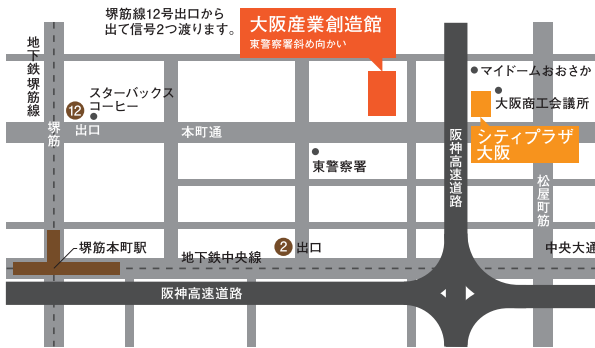 堺筋線12号出口から
出て信号2つ渡ります。
大阪産業創造館
東警察署斜め向かい
地下鉄堺筋線
マイドームおおさか
スターバックス
コーヒー
大阪商工会議所
12
出口
堺筋
本町通
阪神高速道路
シティプラザ
大阪
東警察署
松屋町筋
堺筋本町駅
地下鉄中央線
2
出口
中央大通
阪神高速道路